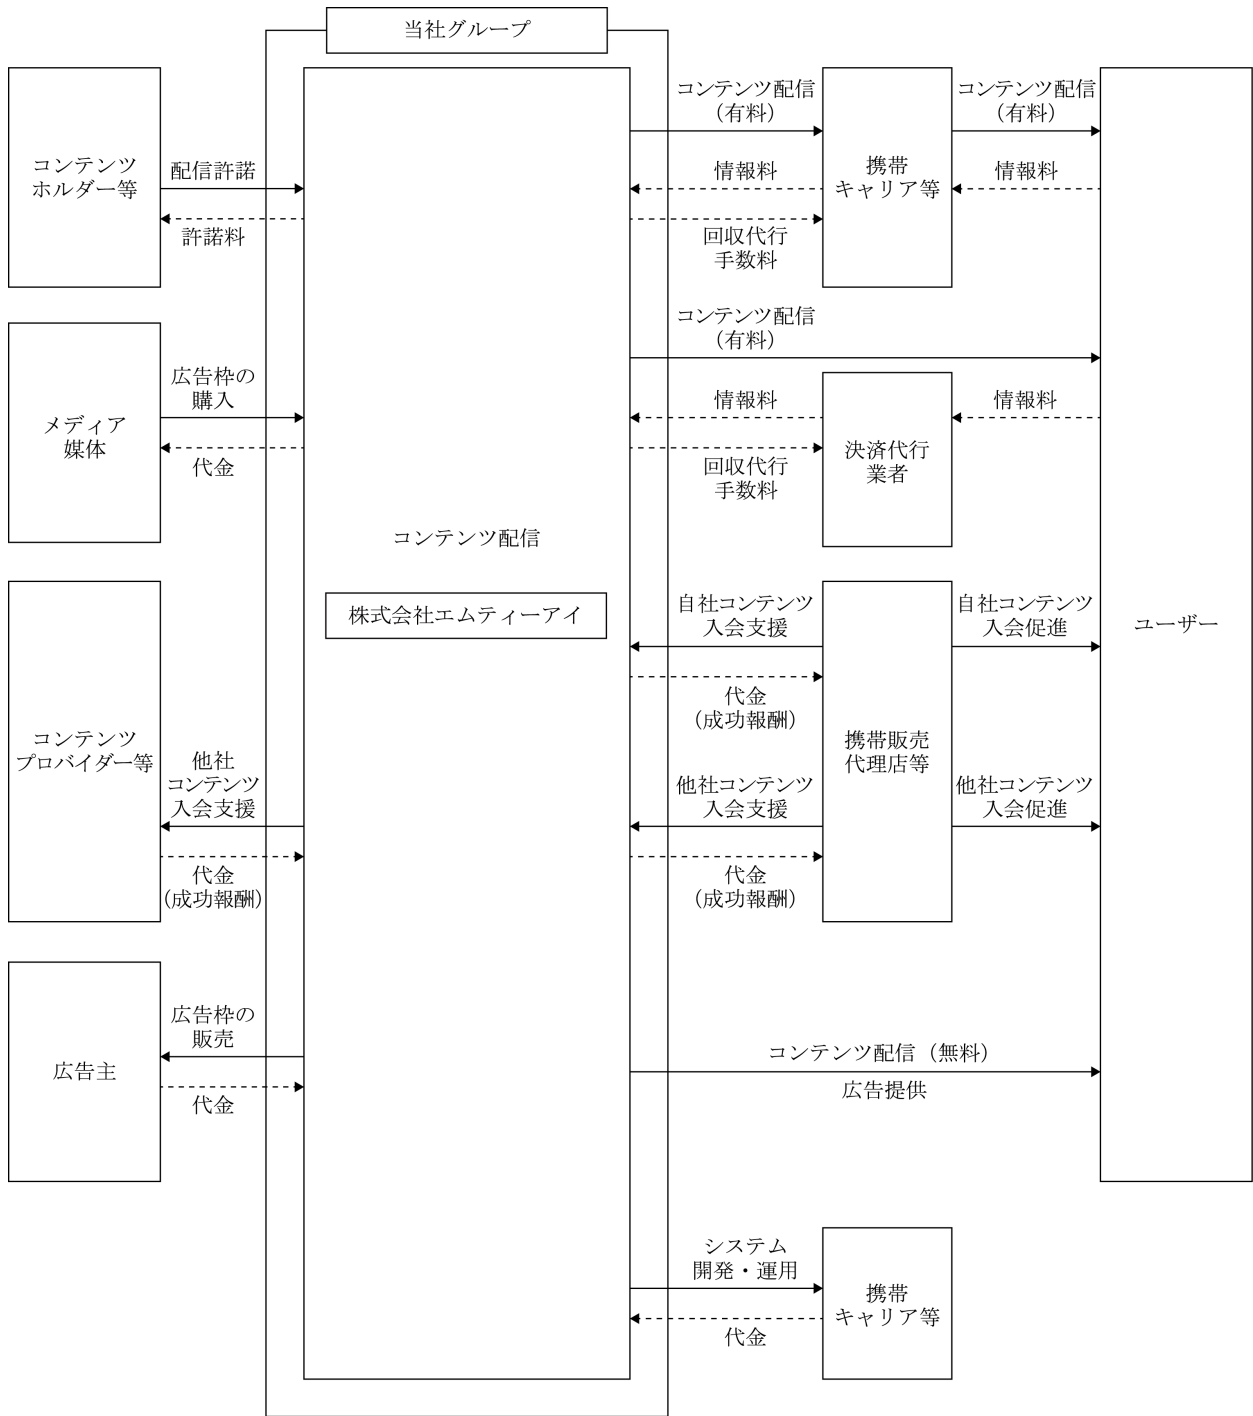 当社グループ
コンテンツ
ホルダー等
配信許諾
許諾料
コンテンツ配信
（有料）
情報料
回収代行
手数料
携帯
キャリア等
コンテンツ配信
（有料）
情報料
メディア
媒体
広告枠の
購入
代金
コンテンツ配信
（有料）
情報料
回収代行
手数料
決済代行
業者
情報料
コンテンツ配信
株式会社エムティーアイ
コンテンツ
プロバイダー等
他社
コンテンツ
入会支援
代金
（成功報酬）
自社コンテンツ
入会支援
代金
（成功報酬）
他社コンテンツ
入会支援
代金
（成功報酬）
携帯販売
代理店等
自社コンテンツ
入会促進
他社コンテンツ
入会促進
ユーザー
広告主
広告枠の
販売
代金
コンテンツ配信（無料）
広告提供
システム
開発・運用
代金
携帯
キャリア等